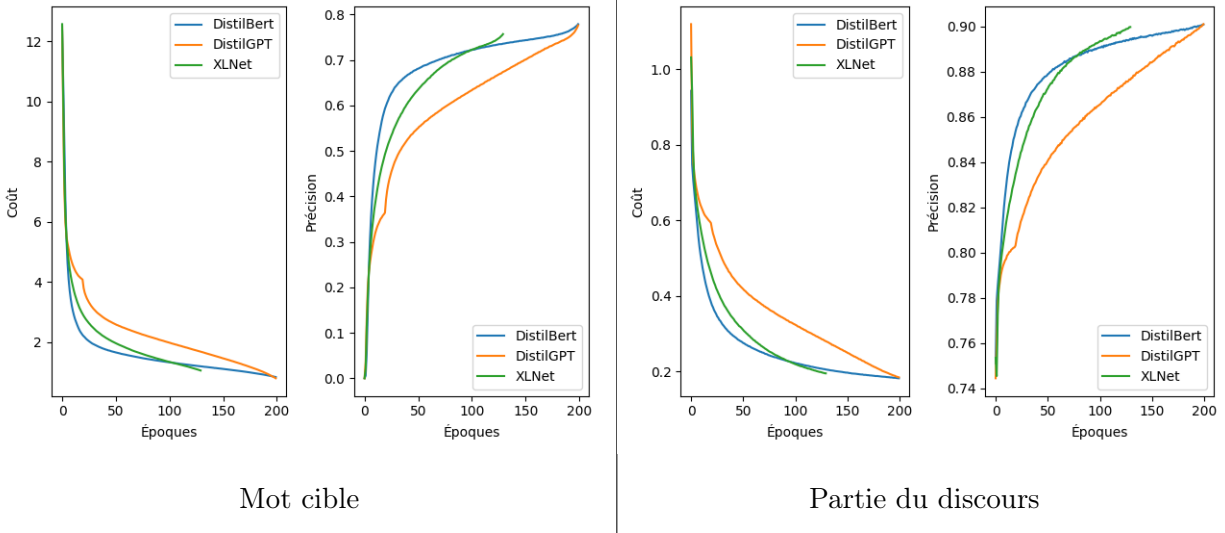 DistilBert
DistilGPT
XLNet
Coût
12
10
8
6
4
2
0 50 100 150 200
Époques
Précision
0.8
0.7
0.6
0.5
0.4
0.3
0.2
0.1
0.0
DistilBert
DistilGPT
XLNet
0 50 100 150 200
Époques
Mot cible
DistilBert
DistilGPT
XLNet
Coût
1.0
0.8
0.6
0.4
0.2
0 50 100 150 200
Époques
Précision
0.90
0.88
0.86
0.84
0.82
0.80
0.78
0.76
0.74
DistilBert
DistilGPT
XLNet
0 50 100 150 200
Époques
Partie du discours